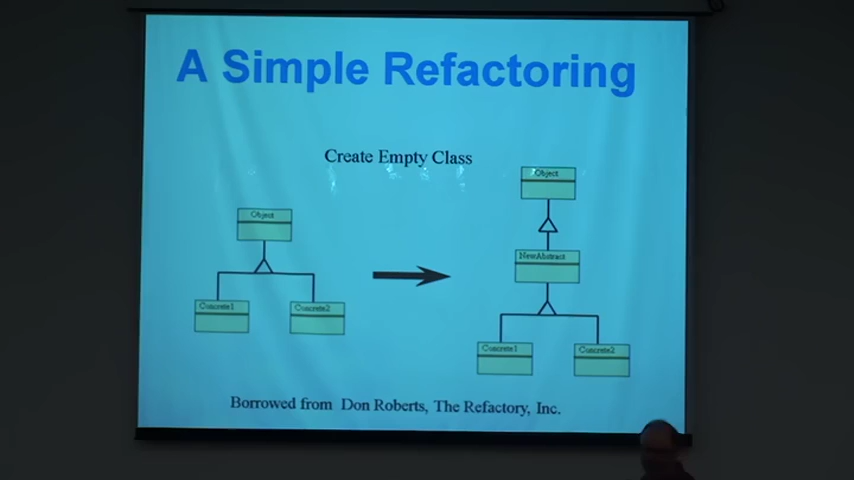 A Simple Refactoring
Create Empty Class
Object
Object
NewAbstract
Concrete1
Concrete2
Concrete1
Concrete2
Borrowed from Don Roberts, The Refactory, Inc.